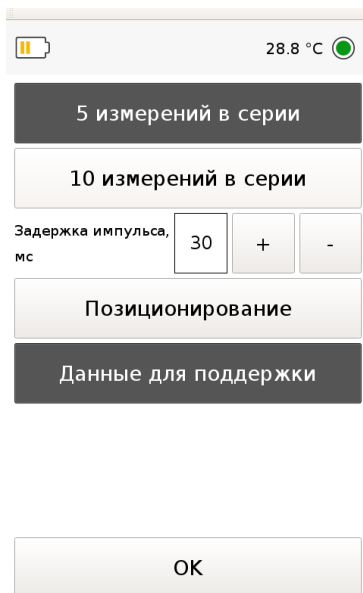 28.8 °C
5 измерений в серии
10 измерений в серии
Задержка импульса,
мс
30
+
-
Позиционирование
Данные для поддержки
OK